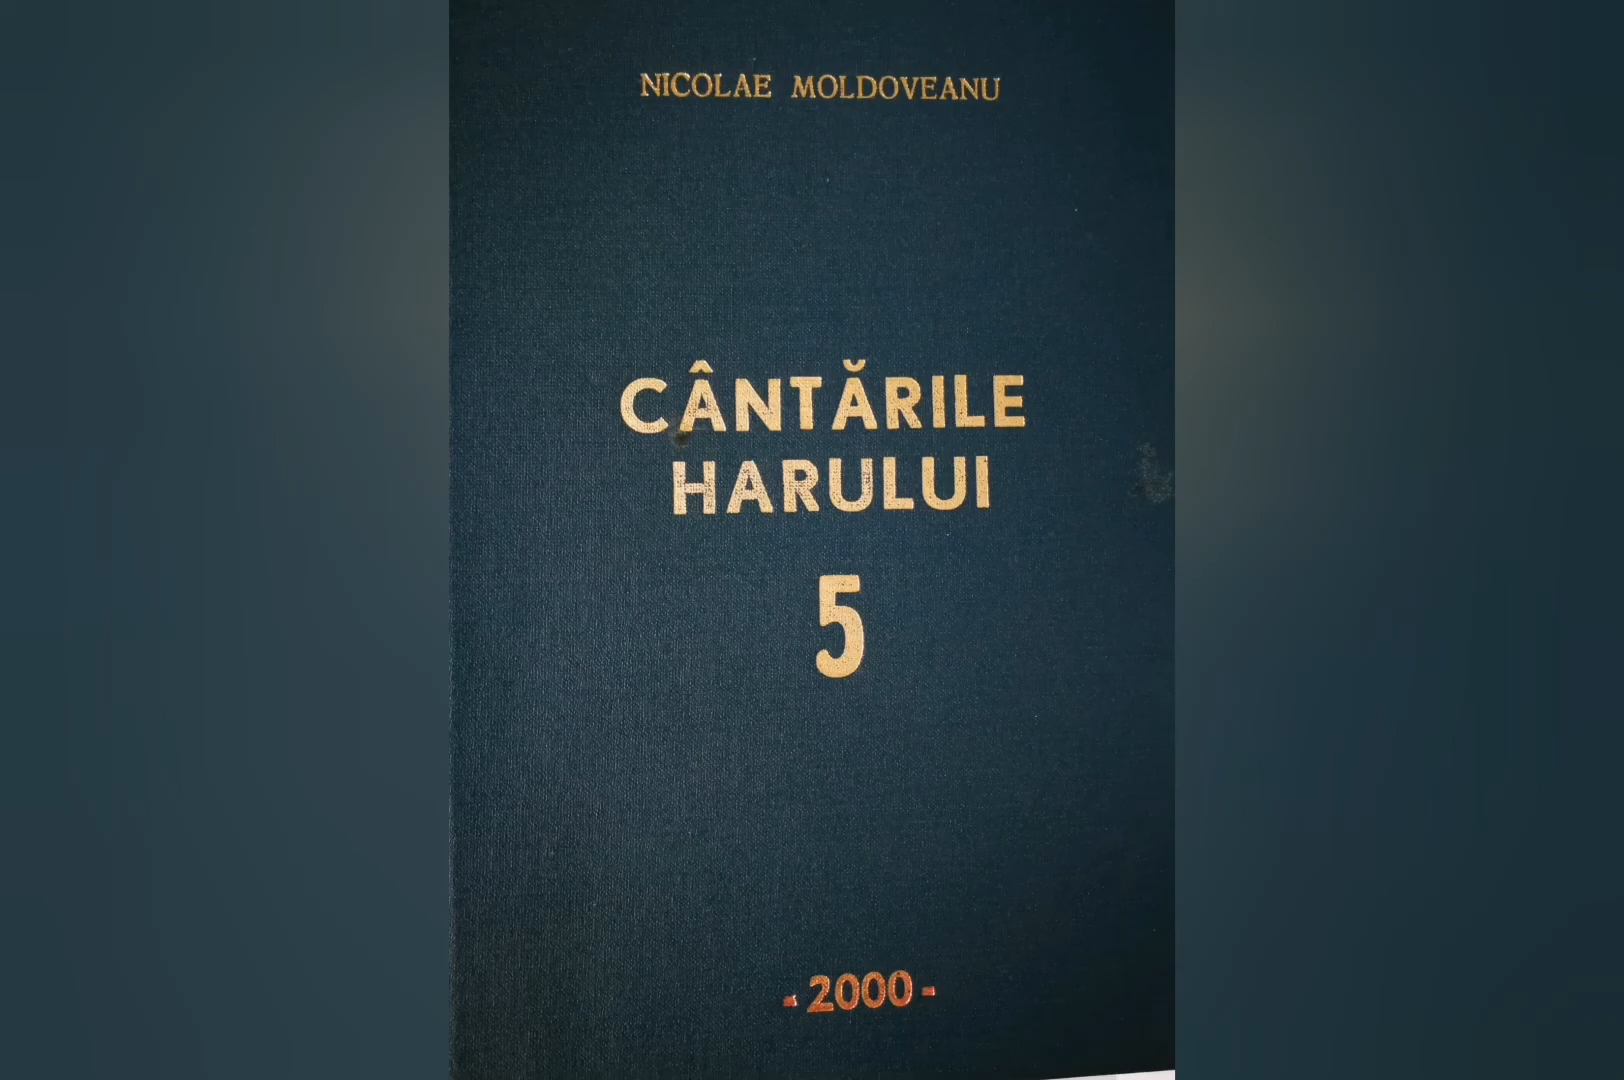 NICOLAE MOLDOVEANU
CÂNTĂRILE
HARULUI
5
- 2000 -